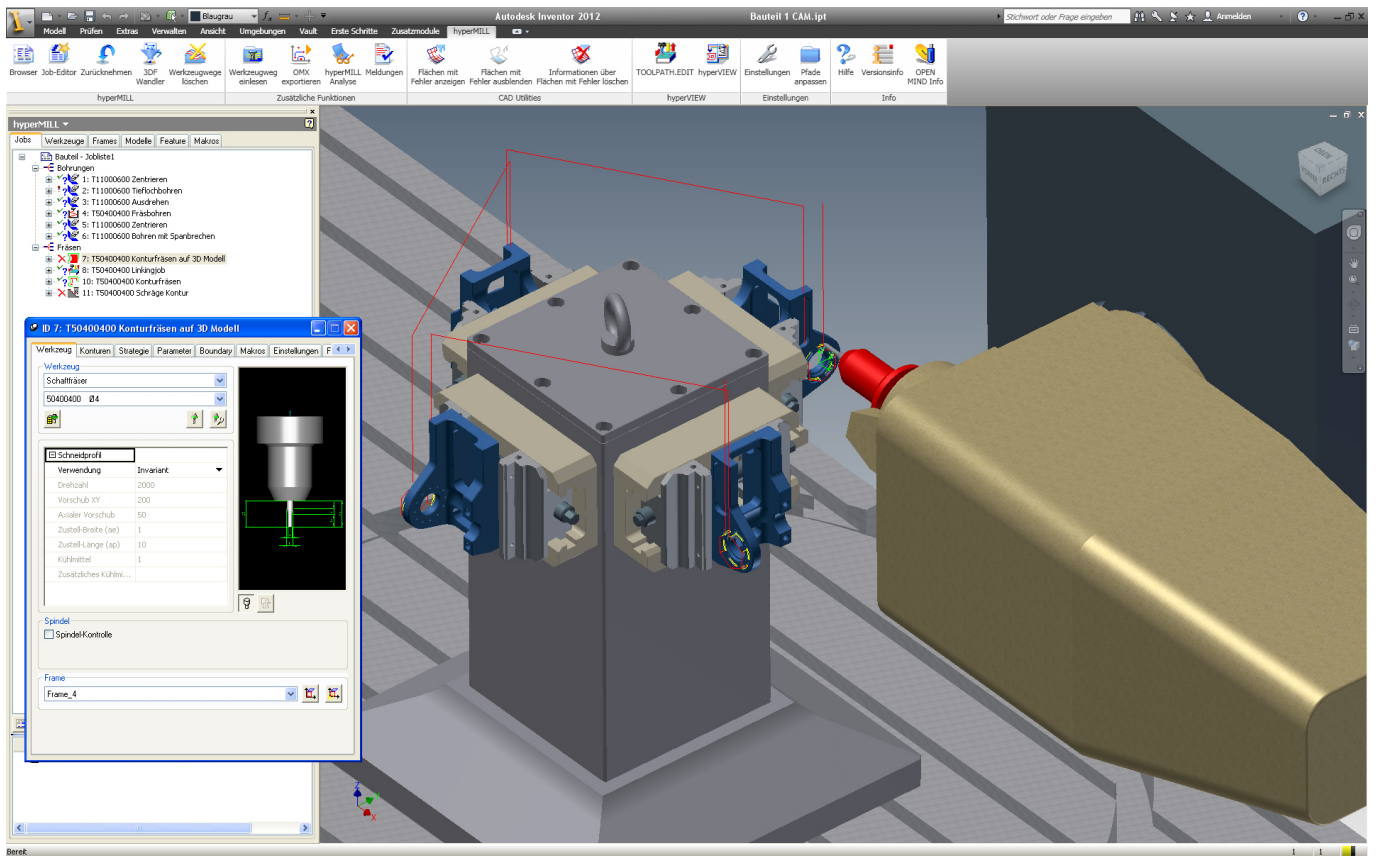 Blaugrau
Autodesk Inventor 2012
Bauteil 1 CAM.ipt
Stichwort oder Frage eingeben
Anmelden
Modell Prüfen Extras Verwalten Ansicht Umgebungen Vault Erste Schritte Zusatzmodule hyperMILL
Browser Job-Editor Zurücknehmen 3DF Wandler Werkzeugwege löschen
Werkzeugweg einlesen OMX exportieren hyperMILL Analyse Meldungen
Flächen mit Fehler anzeigen Flächen mit Fehler ausblenden Informationen über Flächen mit Fehler löschen
TOOLPATH.EDIT hyperVIEW
Einstellungen Pfade anpassen
Hilfe Versionsinfo OPEN MIND Info
hyperMILL Zusätzliche Funktionen CAD Utilities hyperVIEW Einstellungen Info
hyperMILL
Jobs Werkzeuge Frames Modelle Feature Makros
Bauteil - Jobliste1
Bohrungen
1: T11000600 Zentrieren
2: T11000600 Tieflochbohren
3: T11000600 Ausdrehen
4: T50400400 Fräsbohren
5: T11000600 Zentrieren
6: T11000600 Bohren mit Spanbrechen
Fräsen
7: T50400400 Konturfräsen auf 3D Modell
8: T50400400 Linkingjob
10: T50400400 Konturfräsen
11: T50400400 Schräge Kontur
ID 7: T50400400 Konturfräsen auf 3D Modell
Werkzeug Konturen Strategie Parameter Boundary Makros Einstellungen F
Werkzeug
Schaftfräser
50400400 Ø4
Schneidprofil
Verwendung Invariant
Drehzahl 2000
Vorschub XY 200
Axialer Vorschub 50
Zustell-Breite (ae) 1
Zustell-Länge (ap) 10
Kühlmittel 1
Zusätzliches Kühlmi...
Spindel
Spindel-Kontrolle
Frame
Frame_4
OBEN
RECHTS
Z
Y
X
Bereit
1 1